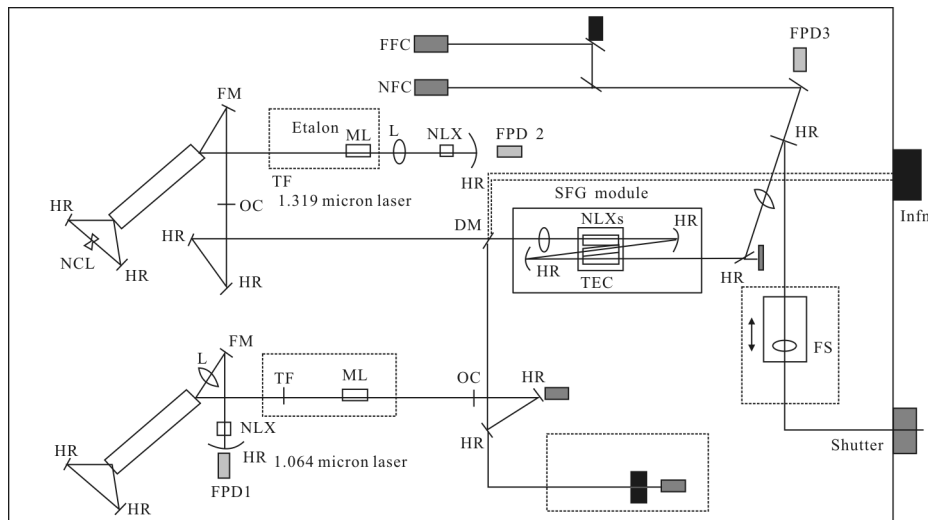 FPD3
FFC
NFC
FM
Etalon
ML
L
NLX
FPD 2
HR
HR
TF
1.319 micron laser
OC
HR
NCL
HR
HR
HR
DM
SFG module
NLXs
HR
HR
TEC
HR
Infn
FM
L
TF
ML
OC
HR
FS
NLX
HR
HR
HR
1.064 micron laser
FPD1
HR
Shutter